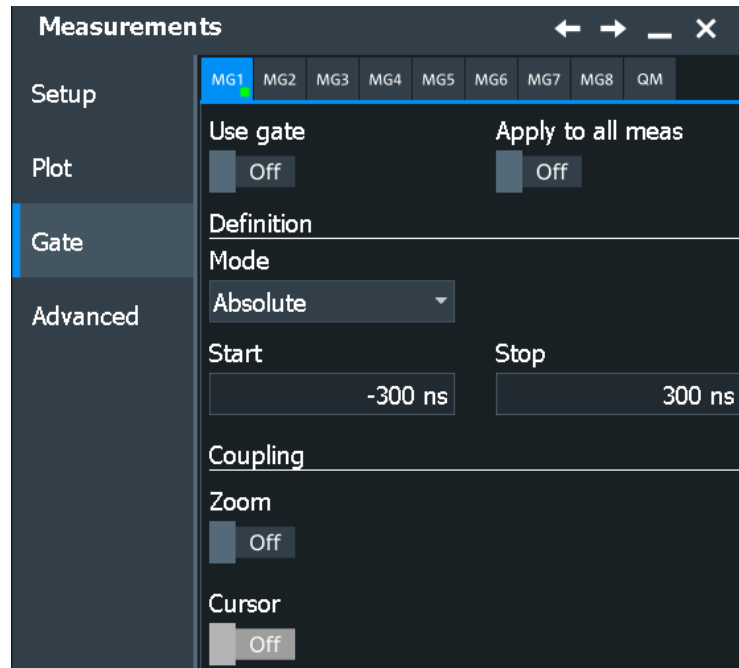 Measurements
Setup
Plot
Gate
Advanced
MG1 MG2 MG3 MG4 MG5 MG6 MG7 MG8 QM
Use gate Apply to all meas
Off Off
Definition
Mode
Absolute
Start Stop
-300 ns 300 ns
Coupling
Zoom
Off
Cursor
Off